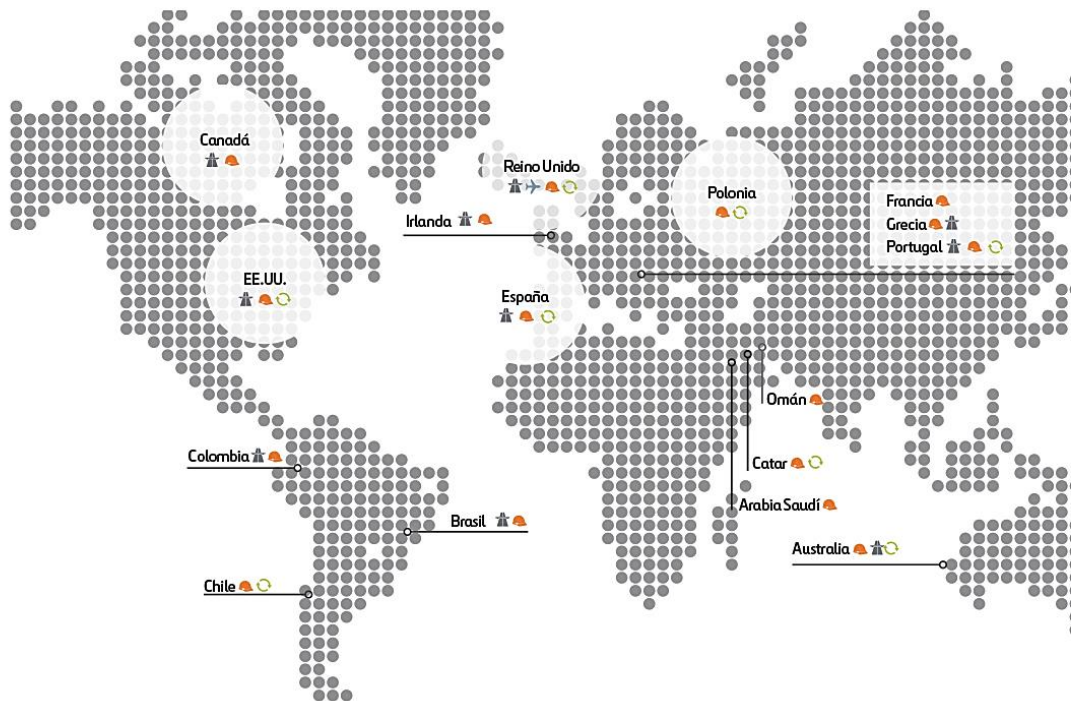 Canadá
Reino Unido
Polonia
Francia
Irlanda
Grecia
Portugal
EE.UU.
España
Omán
Colombia
Catar
Arabia Saudí
Brasil
Australia
Chile